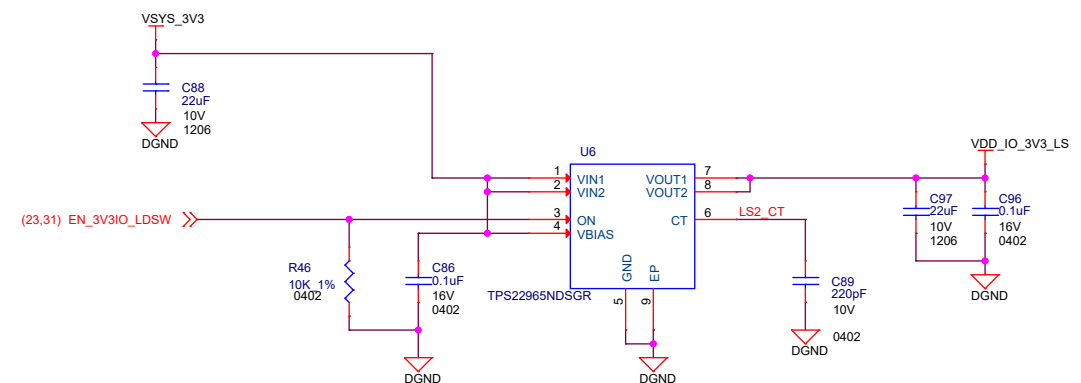 VSYS_3V3
C88
22uF
10V
1206
DGND
U6
VDD_IO_3V3_LS
1
VIN1
VOUT1
7
2
VIN2
VOUT2
8
(23,31) EN_3V3IO_LDSW
3
ON
CT
6
LS2_CT
4
VBIAS
C97
22uF
10V
1206
C96
0.1uF
16V
0402
R46
10K_1%
0402
C86
0.1uF
16V
0402
GND
EP
TPS22965NDSGR
5
9
C89
220pF
10V
0402
DGND
DGND
DGND
DGND